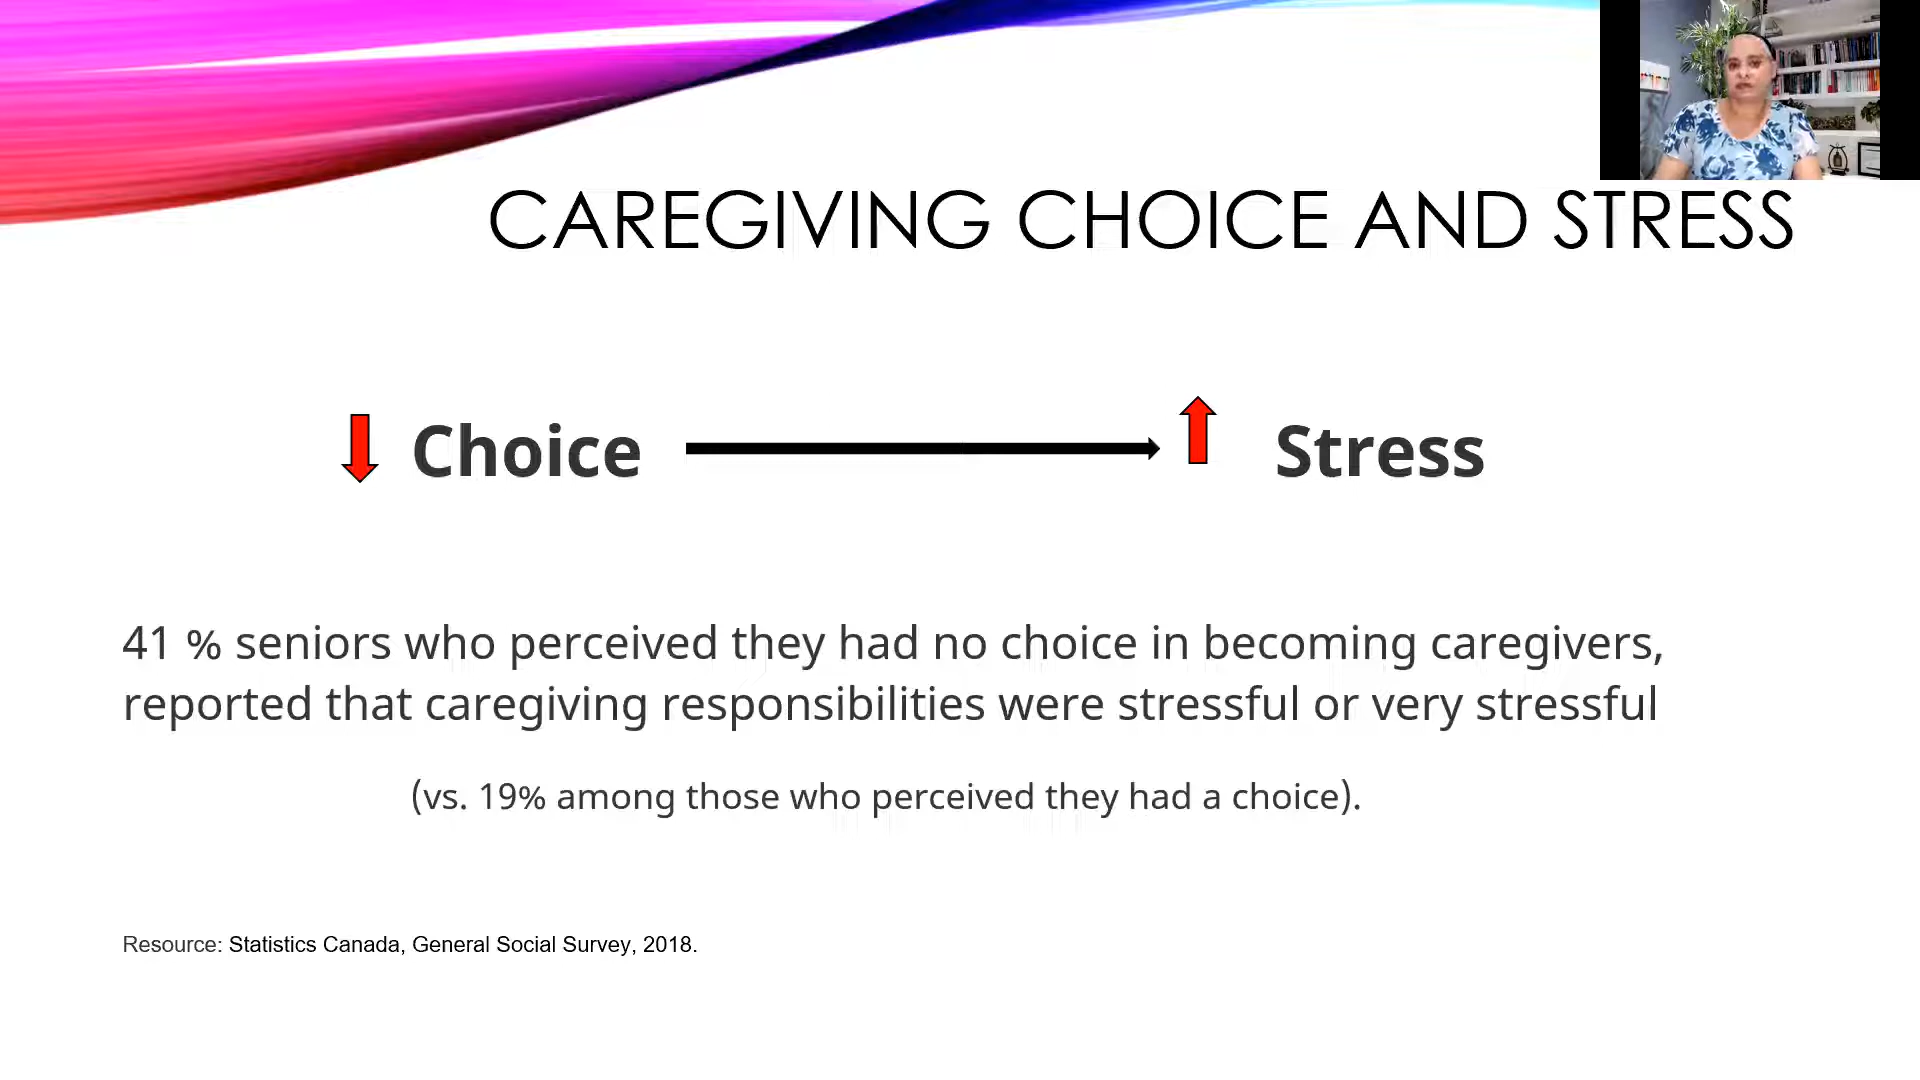 CAREGIVING CHOICE AND STRESS
Choice
Stress
41 % seniors who perceived they had no choice in becoming caregivers,
reported that caregiving responsibilities were stressful or very stressful
(vs. 19% among those who perceived they had a choice).
Resource: Statistics Canada, General Social Survey, 2018.